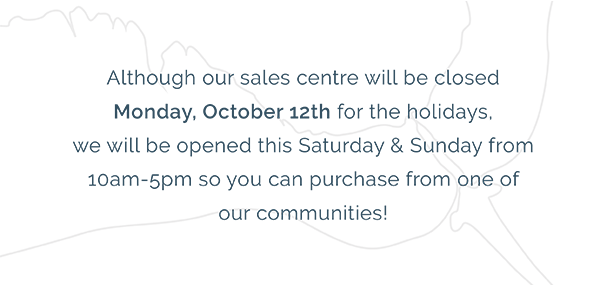 Although our sales centre will be closed
Monday, October 12th for the holidays,
we will be opened this Saturday & Sunday from
10am-5pm so you can purchase from one of
our communities!